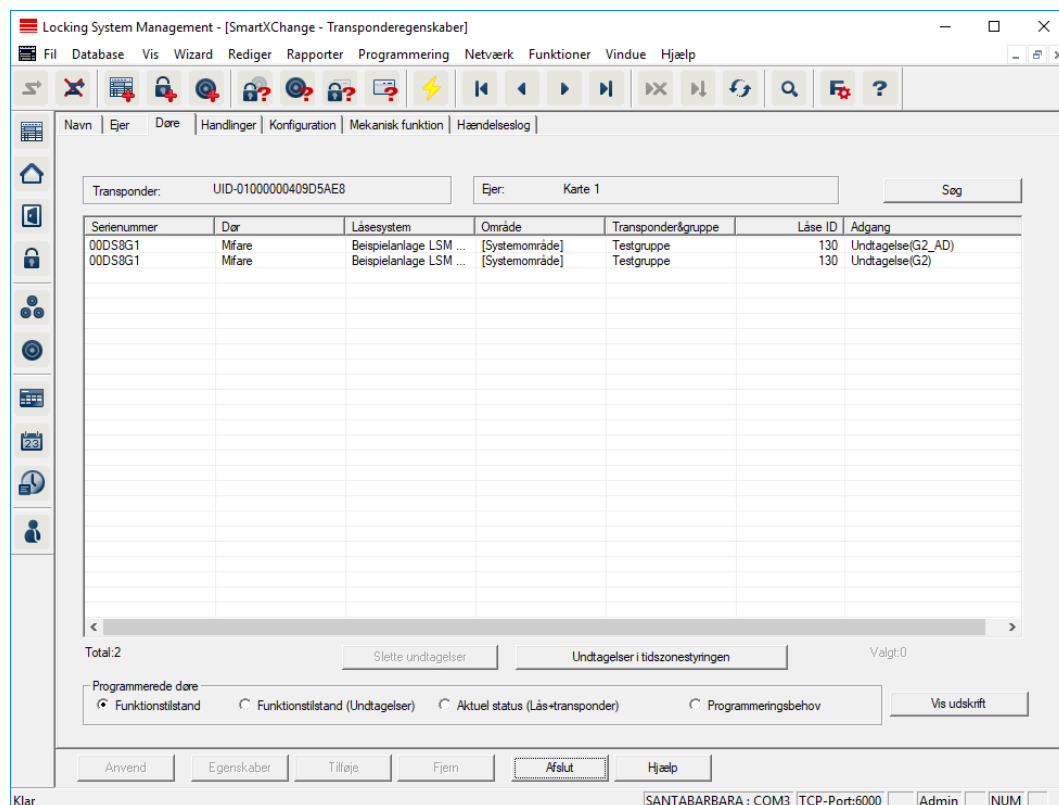 Locking System Management - [SmartXChange - Transponderegenskaber]
Fil Database Vis Wizard Rediger Rapporter Programmering Netværk Funktioner Vindue Hjælp
Navn Ejer Døre Handlinger Konfiguration Mekanisk funktion Hændelseslog
Transponder: UID-01000000409D5AE8 Ejer: Karte 1 Søg
Serienummer Dør Låsesystem Område Transponder&gruppe Låse ID Adgang
00DS8G1 Mifare Beispielanlage LSM ... [Systemområde] Testgruppe 130 Undtagelse(G2_AD)
00DS8G1 Mifare Beispielanlage LSM ... [Systemområde] Testgruppe 130 Undtagelse(G2)
Total:2 Slette undtagelser Undtagelser i tidszonestyringen Valgt:0
Programmerede døre
Funktionstilstand Funktionstilstand (Undtagelser) Aktuel status (Lås+transponder) Programmeringsbehov Vis udskrift
Anvend Egenskaber Tilføje Fjern Afslut Hjælp
Klar SANTABARBARA : COM3 TCP-Port:6000 Admin NUM
23